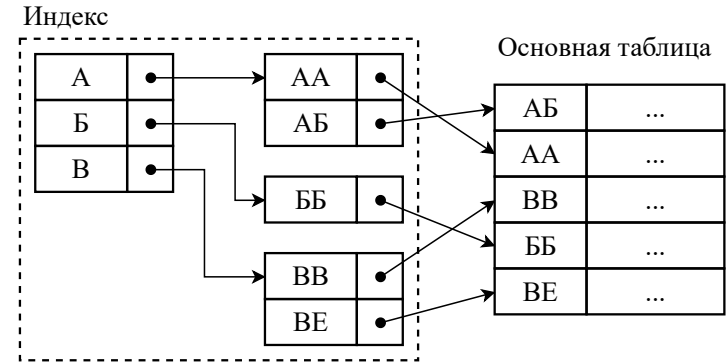 Индекс
Основная таблица
А
Б
В
АА
АБ
ББ
ВВ
ВЕ
АБ ...
АА ...
ВВ ...
ББ ...
ВЕ ...